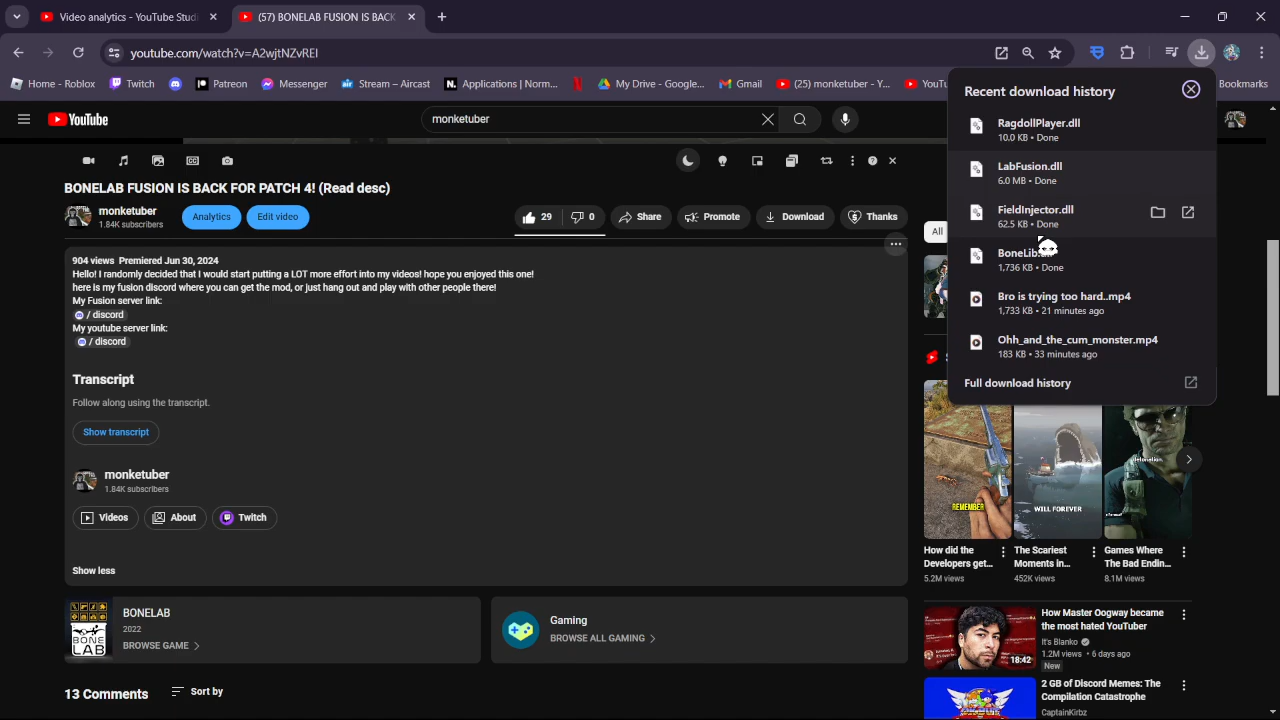 Video analytics - YouTube Studi
(57) BONELAB FUSION IS BACK
youtube.com/watch?v=A2wjtNZvREI
Home - Roblox
Twitch
Patreon
Messenger
Stream – Aircast
Applications | Norm...
My Drive - Google...
Gmail
(25) monketuber - Y...
YouTu
Bookmarks
YouTube
monketuber
BONELAB FUSION IS BACK FOR PATCH 4! (Read desc)
monketuber
1.84K subscribers
Analytics
Edit video
29
0
Share
Promote
Download
Thanks
904 views Premiered Jun 30, 2024
Hello! I randomly decided that I would start putting a LOT more effort into my videos! hope you enjoyed this one!
here is my fusion discord where you can get the mod, or just hang out and play with other people there!
My Fusion server link:
/ discord
My youtube server link:
/ discord
Transcript
Follow along using the transcript.
Show transcript
monketuber
1.84K subscribers
Videos
About
Twitch
Show less
BONELAB
2022
BROWSE GAME
BONE
LAB
Gaming
BROWSE ALL GAMING
13 Comments
Sort by
Recent download history
RagdollPlayer.dll
10.0 KB • Done
LabFusion.dll
6.0 MB • Done
FieldInjector.dll
62.5 KB • Done
BoneLib.
1,736 KB • Done
Bro is trying too hard..mp4
1,733 KB • 21 minutes ago
Ohh_and_the_cum_monster.mp4
183 KB • 33 minutes ago
Full download history
All
REMEMBER
WILL FOREVER
detonation.
How did the
Developers get...
5.2M views
The Scariest
Moments in...
452K views
Games Where
The Bad Endin...
8.1M views
18:42
How Master Oogway became
the most hated YouTuber
It's Blanko
1.2M views • 6 days ago
New
2 GB of Discord Memes: The
Compilation Catastrophe
CaptainKirbz